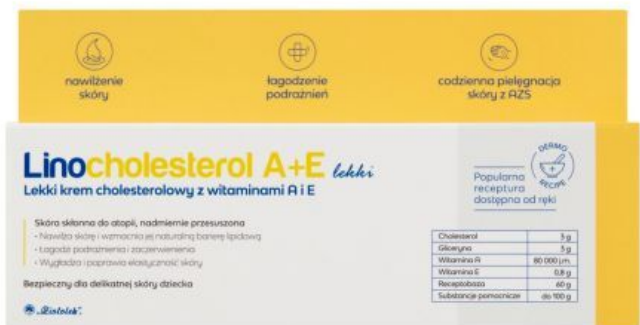 nawilżenie
skóry
łagodzenie
podrażnień
codzienna pielęgnacja
skóry z AZS
Linocholesterol A+E lekki
Lekki krem cholesterolowy z witaminami A i E
Skóra skłonna do atopii, nadmiernie przesuszona
• Nawilża skórę i wzmacnia jej naturalną barierę lipidową
• Łagodzi podrażnienia i zaczerwienienia
• Wygładza i poprawia elastyczność skóry
Bezpieczny dla delikatnej skóry dziecka
Ziołolek
DERMO
RECIPE
Popularna
receptura
dostępna od ręki
Cholesterol 3 g
Gliceryna 3 g
Witamina A 80 000 j.m.
Witamina E 0,8 g
Receptobaza 60 g
Substancje pomocnicze do 100 g